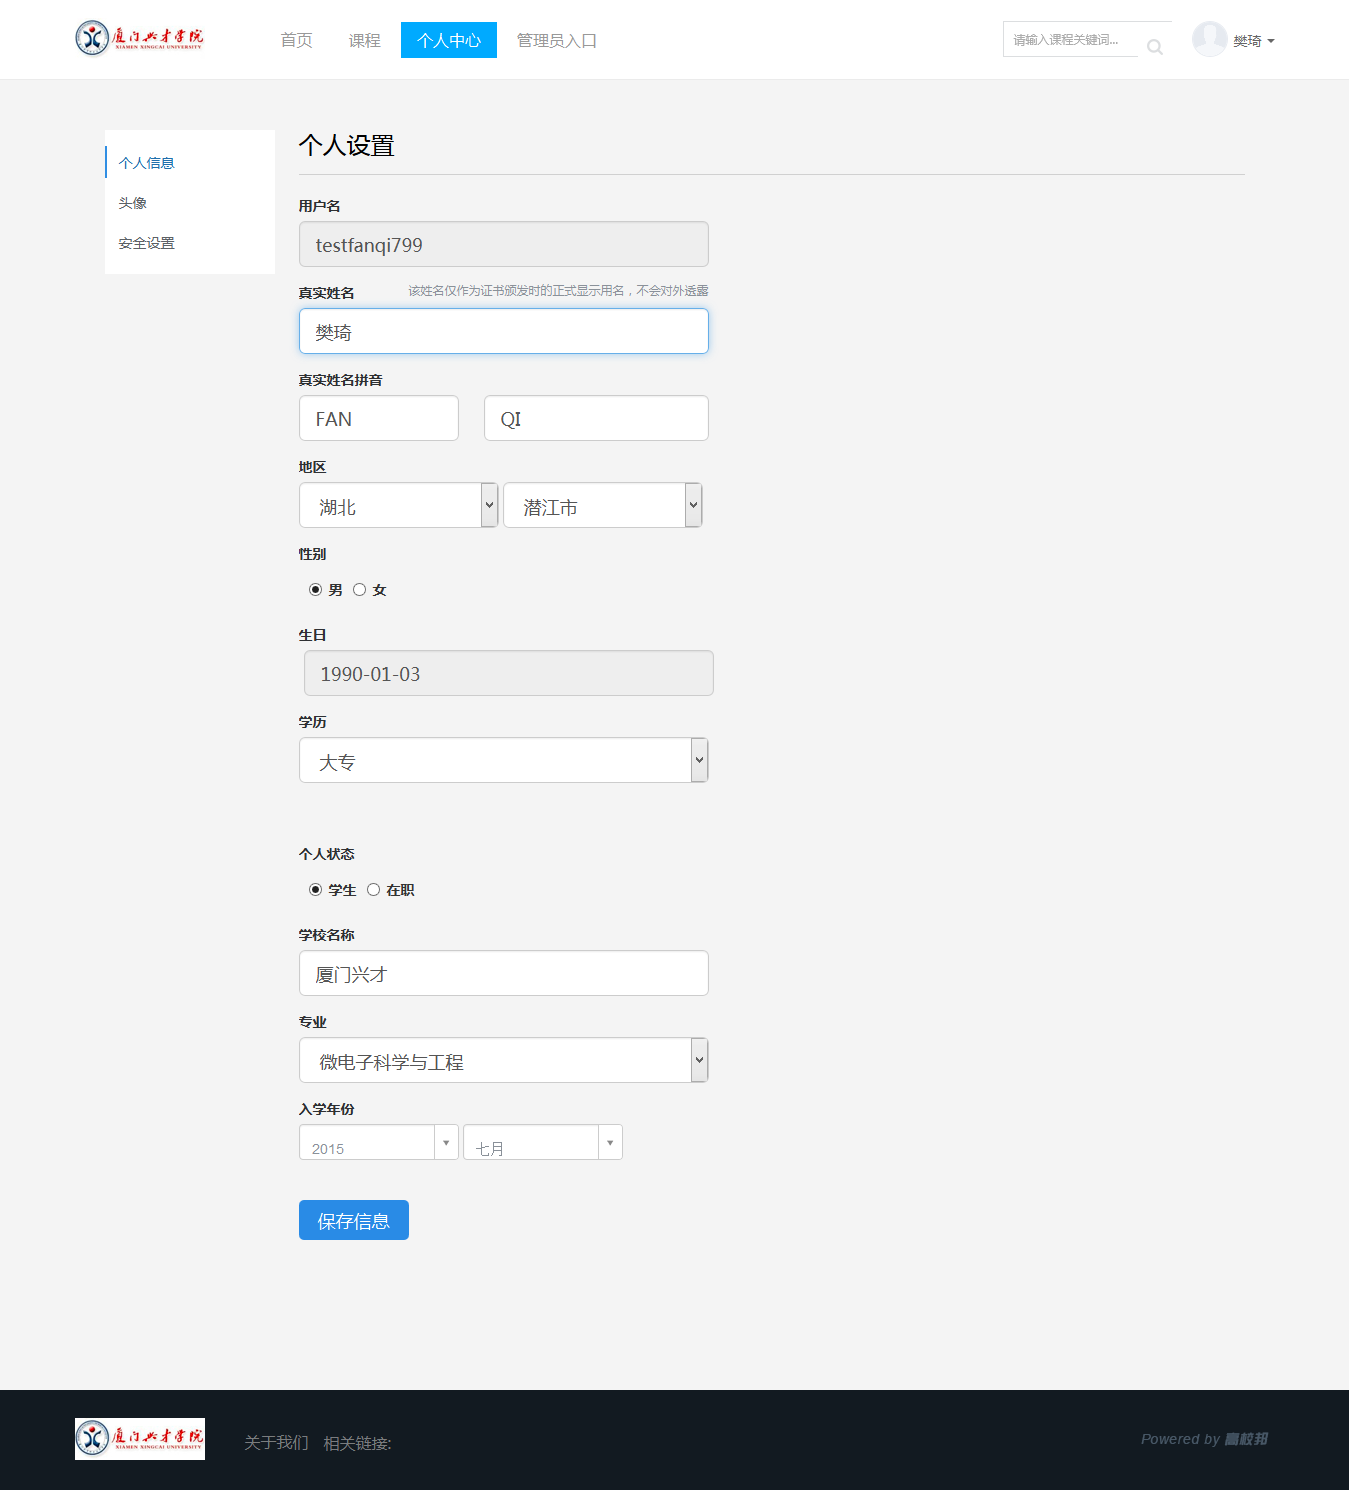 厦门兴才学院
XIAMEN XINGCAI UNIVERSITY
首页 课程 个人中心 管理员入口
请输入课程关键词...
樊琦
个人信息
头像
安全设置
个人设置
用户名
testfanqi799
真实姓名 该姓名仅作为证书颁发时的正式显示用名，不会对外透露
樊琦
真实姓名拼音
FAN QI
地区
湖北 潜江市
性别
男 女
生日
1990-01-03
学历
大专
个人状态
学生 在职
学校名称
厦门兴才
专业
微电子科学与工程
入学年份
2015 七月
保存信息
厦门兴才学院
XIAMEN XINGCAI UNIVERSITY
关于我们 相关链接:
Powered by 高校邦